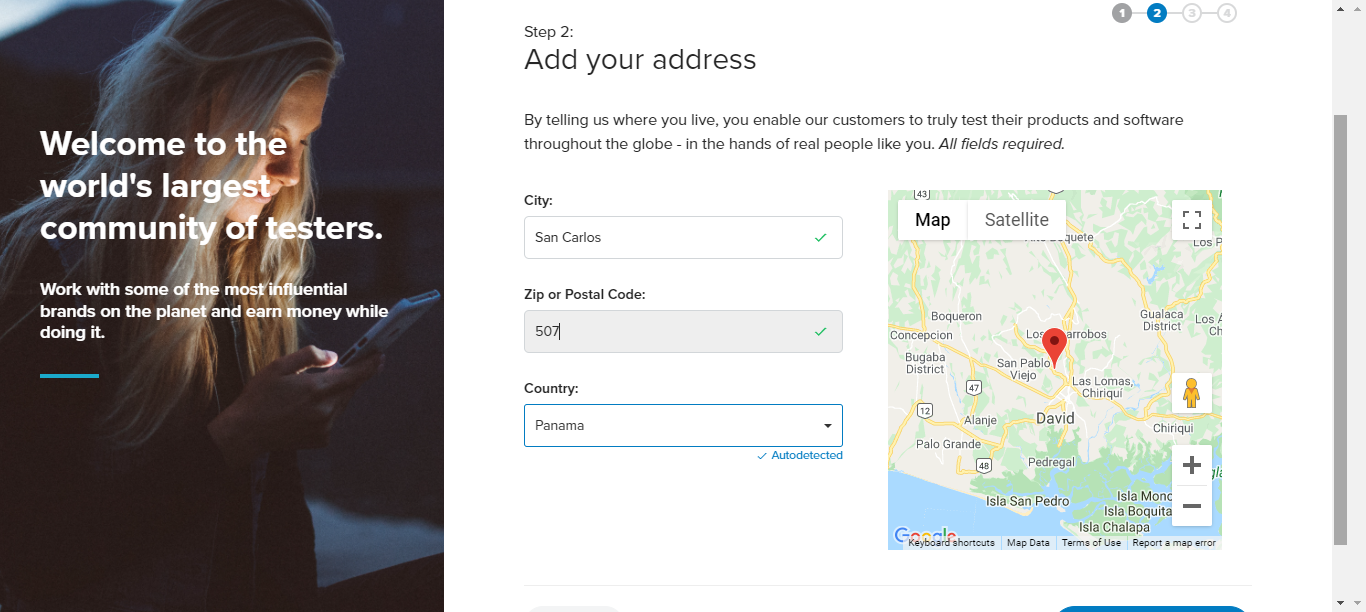 Welcome to the
world's largest
community of testers.
Work with some of the most influential
brands on the planet and earn money while
doing it.
1 2 3 4
Step 2:
Add your address
By telling us where you live, you enable our customers to truly test their products and software
throughout the globe - in the hands of real people like you. All fields required.
City:
San Carlos
Zip or Postal Code:
507
Country:
Panama
Autodetected
43
Map
Satellite
Boquete
Los P
Boqueron
Gualaca
District
Los A
Concepcion
Bugaba
District
San Pablo
Viejo
Las Lomas,
Chiriquí
47
12
Alanje
David
Chiriqui
Palo Grande
48
Pedregal
Isla San Pedro
Isla Mono
Isla Boquita
Isla Chalapa
Google
Keyboard shortcuts
Map Data
Terms of Use
Report a map error